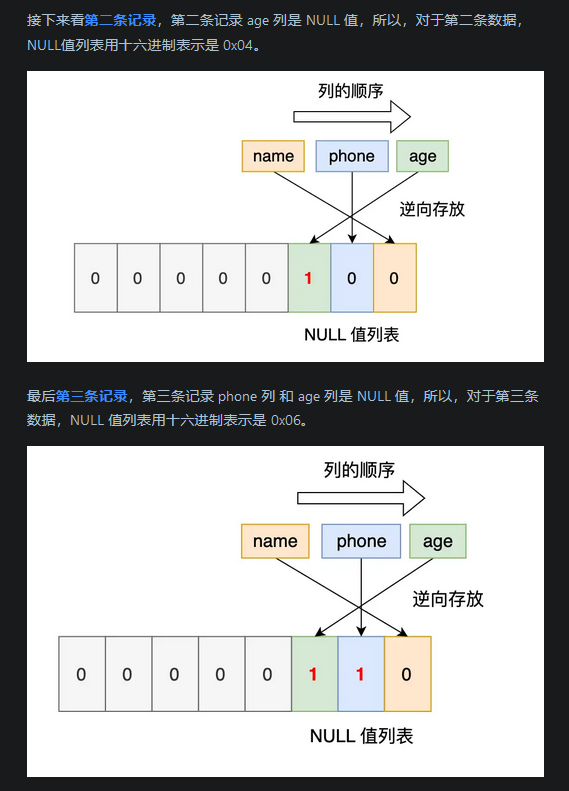 接下来看第二条记录，第二条记录 age 列是 NULL 值，所以，对于第二条数据，
NULL值列表用十六进制表示是 0x04。
列的顺序
name phone age
逆向存放
0 0 0 0 0 1 0 0
NULL 值列表
最后第三条记录，第三条记录 phone 列 和 age 列是 NULL 值，所以，对于第三条
数据，NULL 值列表用十六进制表示是 0x06。
列的顺序
name phone age
逆向存放
0 0 0 0 0 1 1 0
NULL 值列表